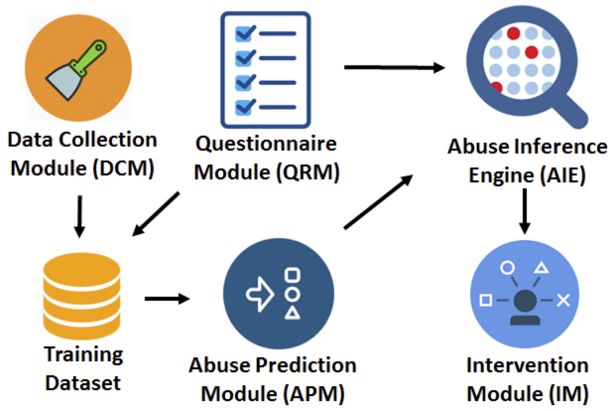 Data Collection
Module (DCM)
Questionnaire
Module (QRM)
Abuse Inference
Engine (AIE)
Training
Dataset
Abuse Prediction
Module (APM)
Intervention
Module (IM)